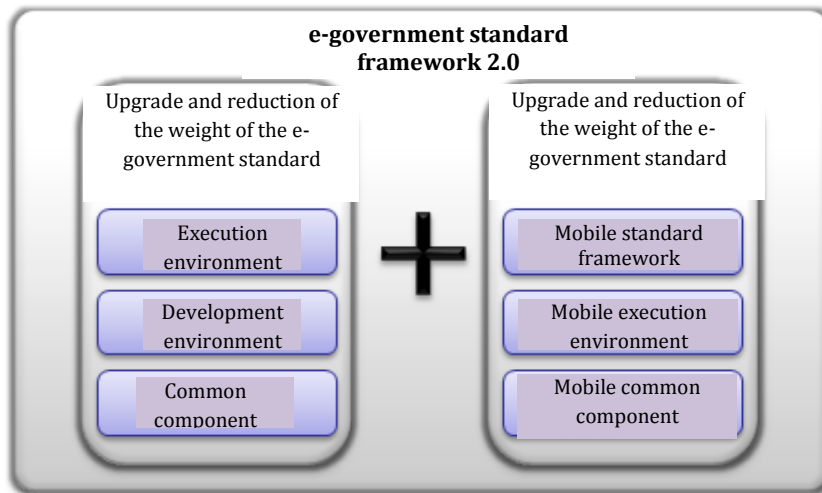 e-government standard
framework 2.0
Upgrade and reduction of
the weight of the e-
government standard
Execution
environment
Development
environment
Common
component
Upgrade and reduction of
the weight of the e-
government standard
Mobile standard
framework
Mobile execution
environment
Mobile common
component